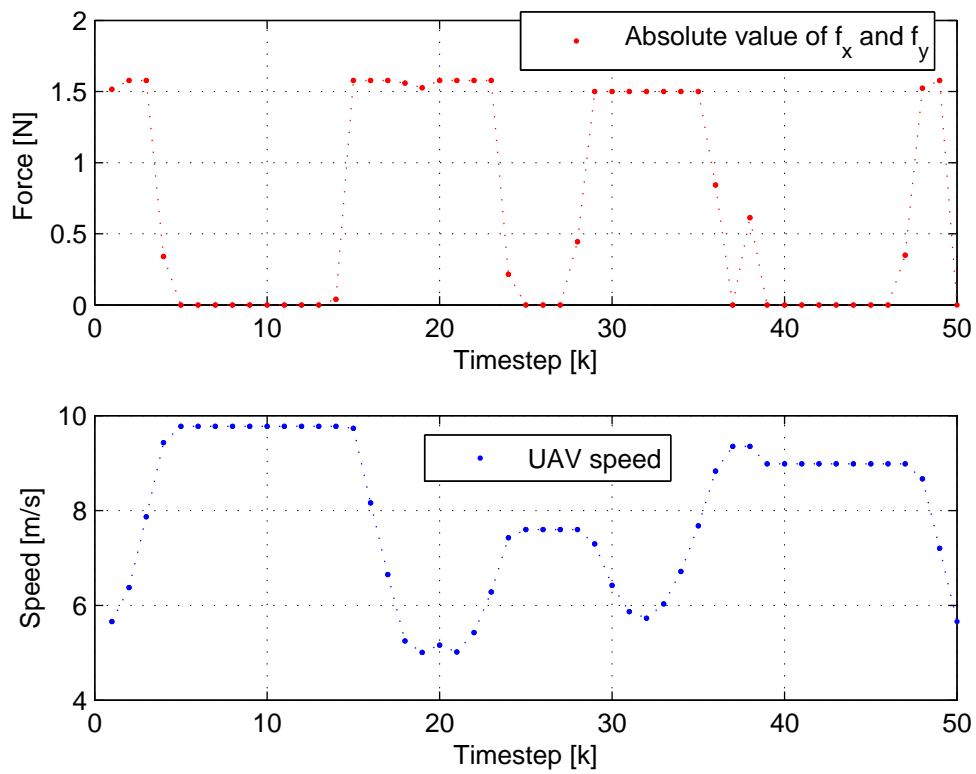 2
1.5
1
0.5
0
Force [N]
Absolute value of f_x and f_y
0 10 20 30 40 50
Timestep [k]
10
8
6
4
Speed [m/s]
UAV speed
0 10 20 30 40 50
Timestep [k]